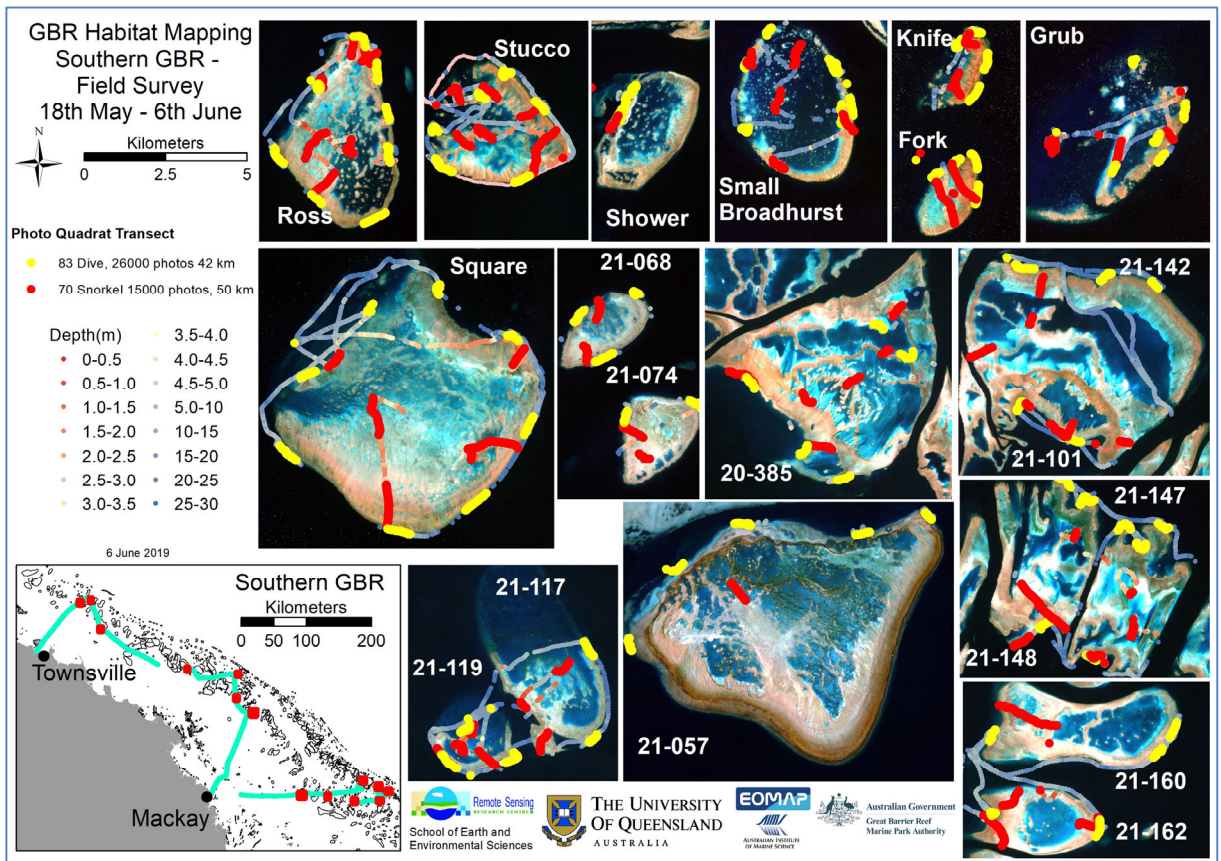 GBR Habitat Mapping
Southern GBR -
Field Survey
18th May - 6th June
N
Kilometers
0 2.5 5
Photo Quadrat Transect
83 Dive, 26000 photos 42 km
70 Snorkel 15000 photos, 50 km
Depth(m)
0-0.5
0.5-1.0
1.0-1.5
1.5-2.0
2.0-2.5
2.5-3.0
3.0-3.5
3.5-4.0
4.0-4.5
4.5-5.0
5.0-10
10-15
15-20
20-25
25-30
Ross
Stucco
Shower
Small
Broadhurst
Knife
Fork
Grub
Square
21-068
21-074
20-385
21-142
21-101
21-147
21-148
6 June 2019
Southern GBR
Kilometers
0 50 100 200
Townsville
Mackay
21-117
21-119
21-057
21-160
21-162
Remote Sensing
RESEARCH CENTRE
School of Earth and
Environmental Sciences
THE UNIVERSITY
OF QUEENSLAND
AUSTRALIA
EOMAP
AIMS
AUSTRALIAN INSTITUTE
OF MARINE SCIENCE
Australian Government
Great Barrier Reef
Marine Park Authority